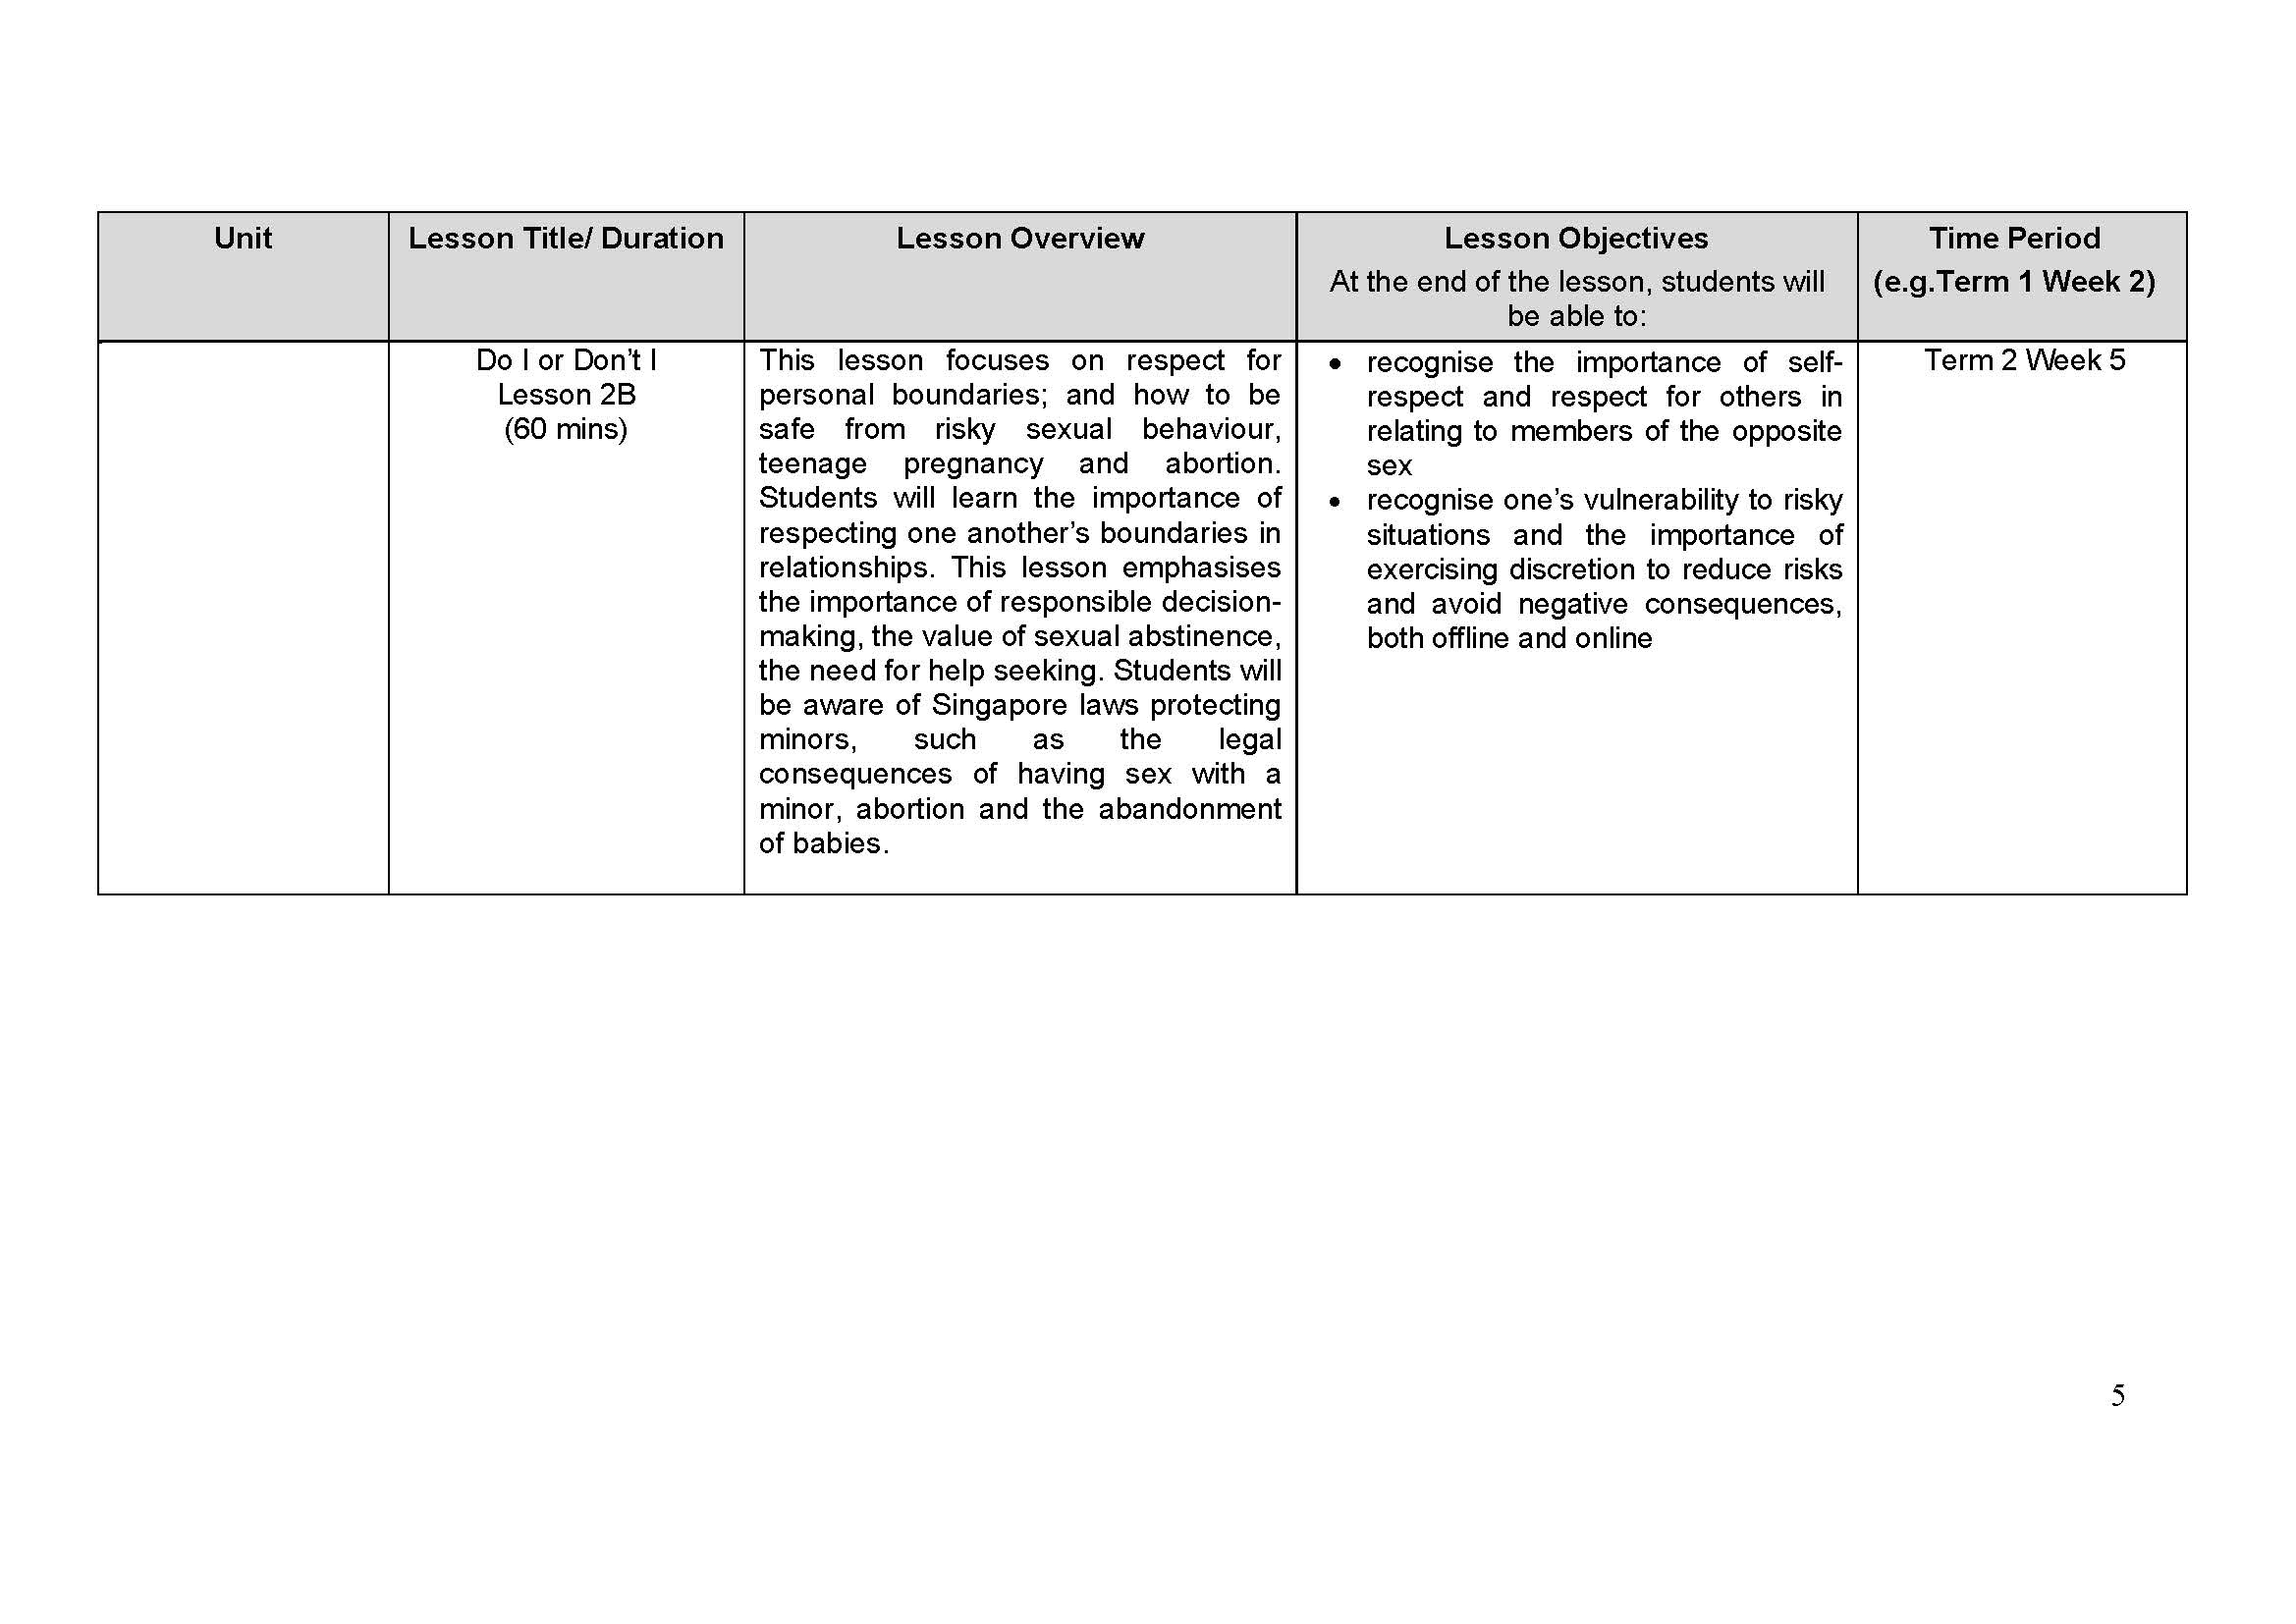 Unit
Lesson Title/ Duration
Lesson Overview
Lesson Objectives
At the end of the lesson, students will
be able to:
Time Period
(e.g.Term 1 Week 2)
Do I or Don’t I
Lesson 2B
(60 mins)
This lesson focuses on respect for
personal boundaries; and how to be
safe from risky sexual behaviour,
teenage pregnancy and abortion.
Students will learn the importance of
respecting one another’s boundaries in
relationships. This lesson emphasises
the importance of responsible decision-
making, the value of sexual abstinence,
the need for help seeking. Students will
be aware of Singapore laws protecting
minors, such as the legal
consequences of having sex with a
minor, abortion and the abandonment
of babies.
• recognise the importance of self-
respect and respect for others in
relating to members of the opposite
sex
• recognise one’s vulnerability to risky
situations and the importance of
exercising discretion to reduce risks
and avoid negative consequences,
both offline and online
Term 2 Week 5
5